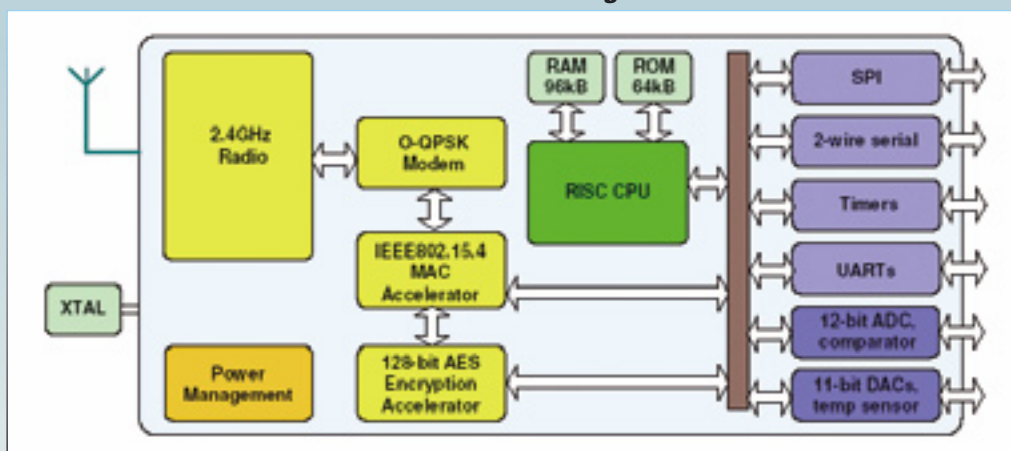 2.4GHz
Radio
O-QPSK
Modem
IEEE802.15.4
MAC
Accelerator
128-bit AES
Encryption
Accelerator
Power
Management
XTAL
RAM
96kB
ROM
64kB
RISC CPU
SPI
2-wire serial
Timers
UARTs
12-bit ADC,
comparator
11-bit DACs,
temp sensor